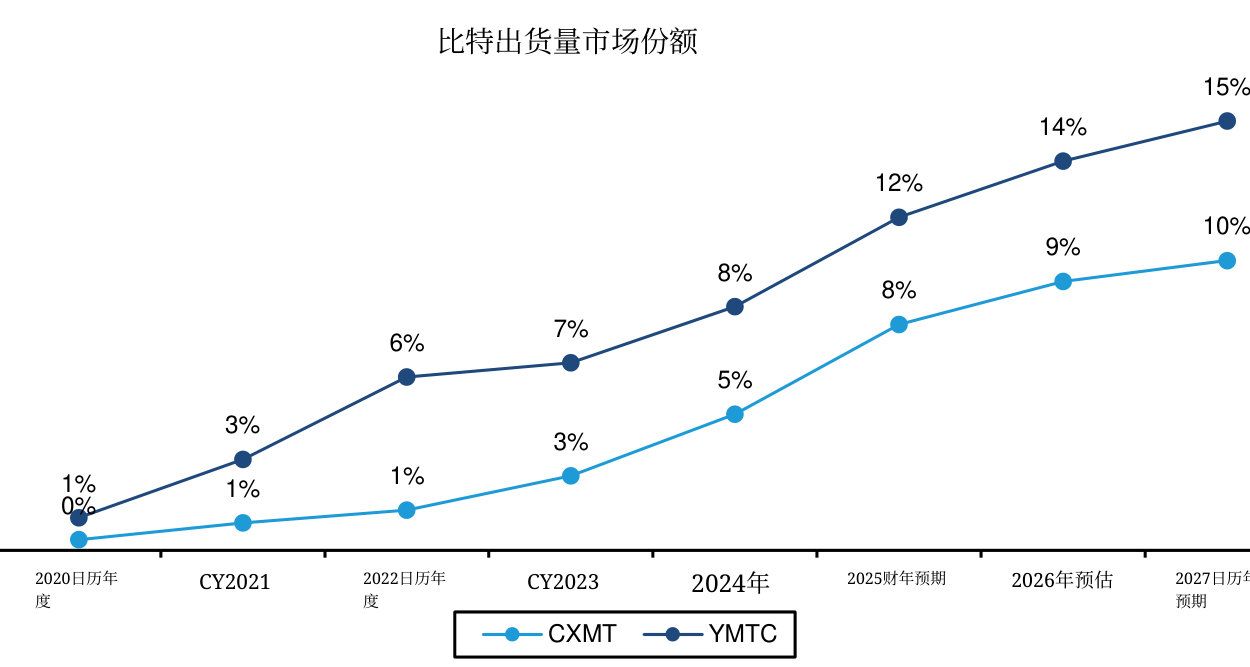 比特出货量市场份额
15%
14%
12%
10%
9%
8%
8%
7%
6%
5%
3%
3%
1%
1%
1%
0%
2020日历年
度
CY2021
2022日历年
度
CY2023
2024年
2025财年预期
2026年预估
2027日历年
预期
CXMT
YMTC